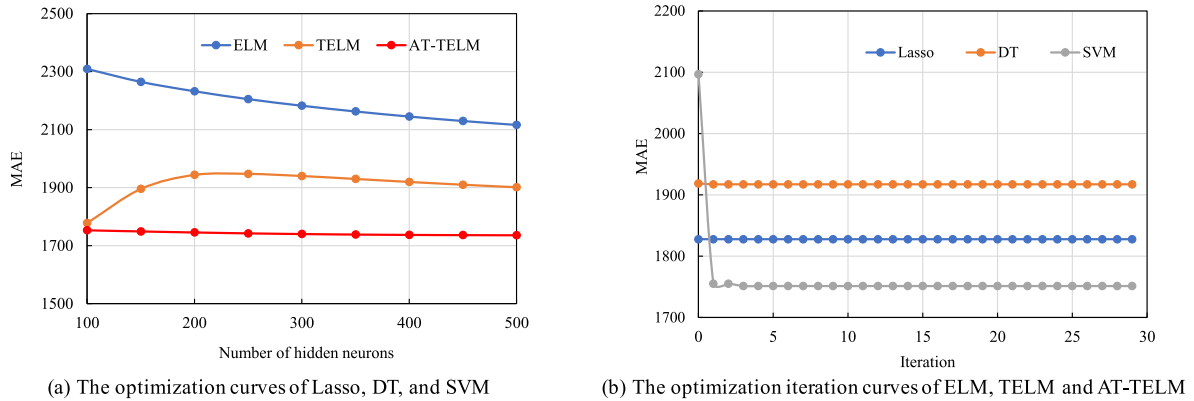 2500
2300
2100
1900
1700
1500
MAE
ELM TELM AT-TELM
100 200 300 400 500
Number of hidden neurons
(a) The optimization curves of Lasso, DT, and SVM
2200
2100
2000
1900
1800
1700
MAE
Lasso DT SVM
0 5 10 15 20 25 30
Iteration
(b) The optimization iteration curves of ELM, TELM and AT-TELM